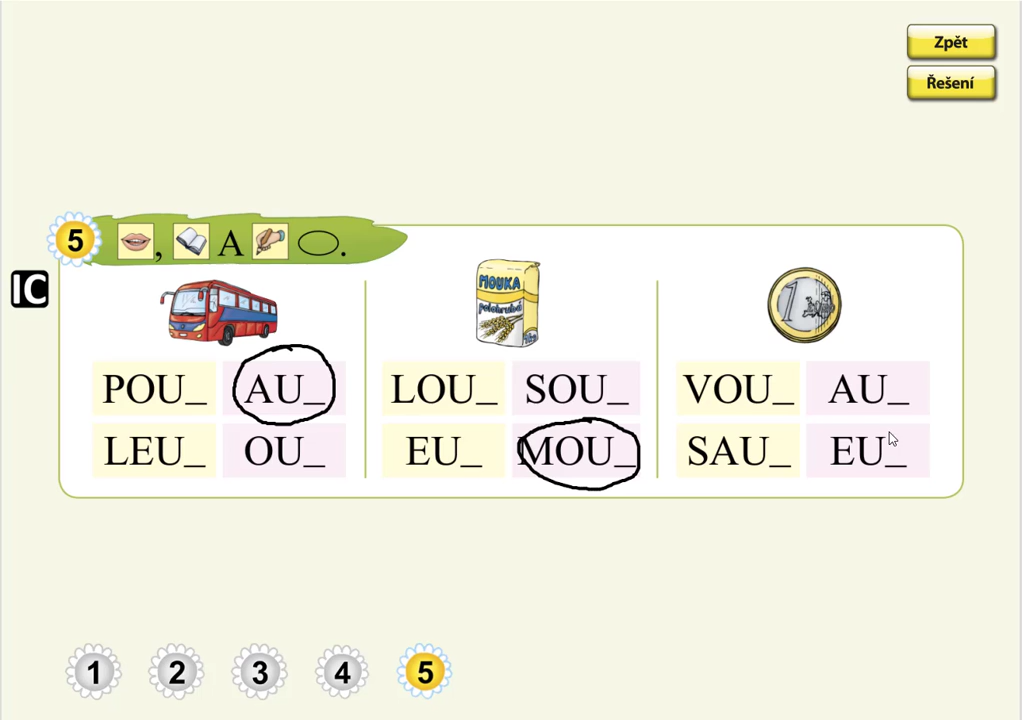 Zpět
Řešení
5 , A .
IC
MOUKA
polohrubá
1
POU_ AU_ LOU_ SOU_ VOU_ AU_
LEU_ OU_ EU_ MOU_ SAU_ EU_
1 2 3 4 5